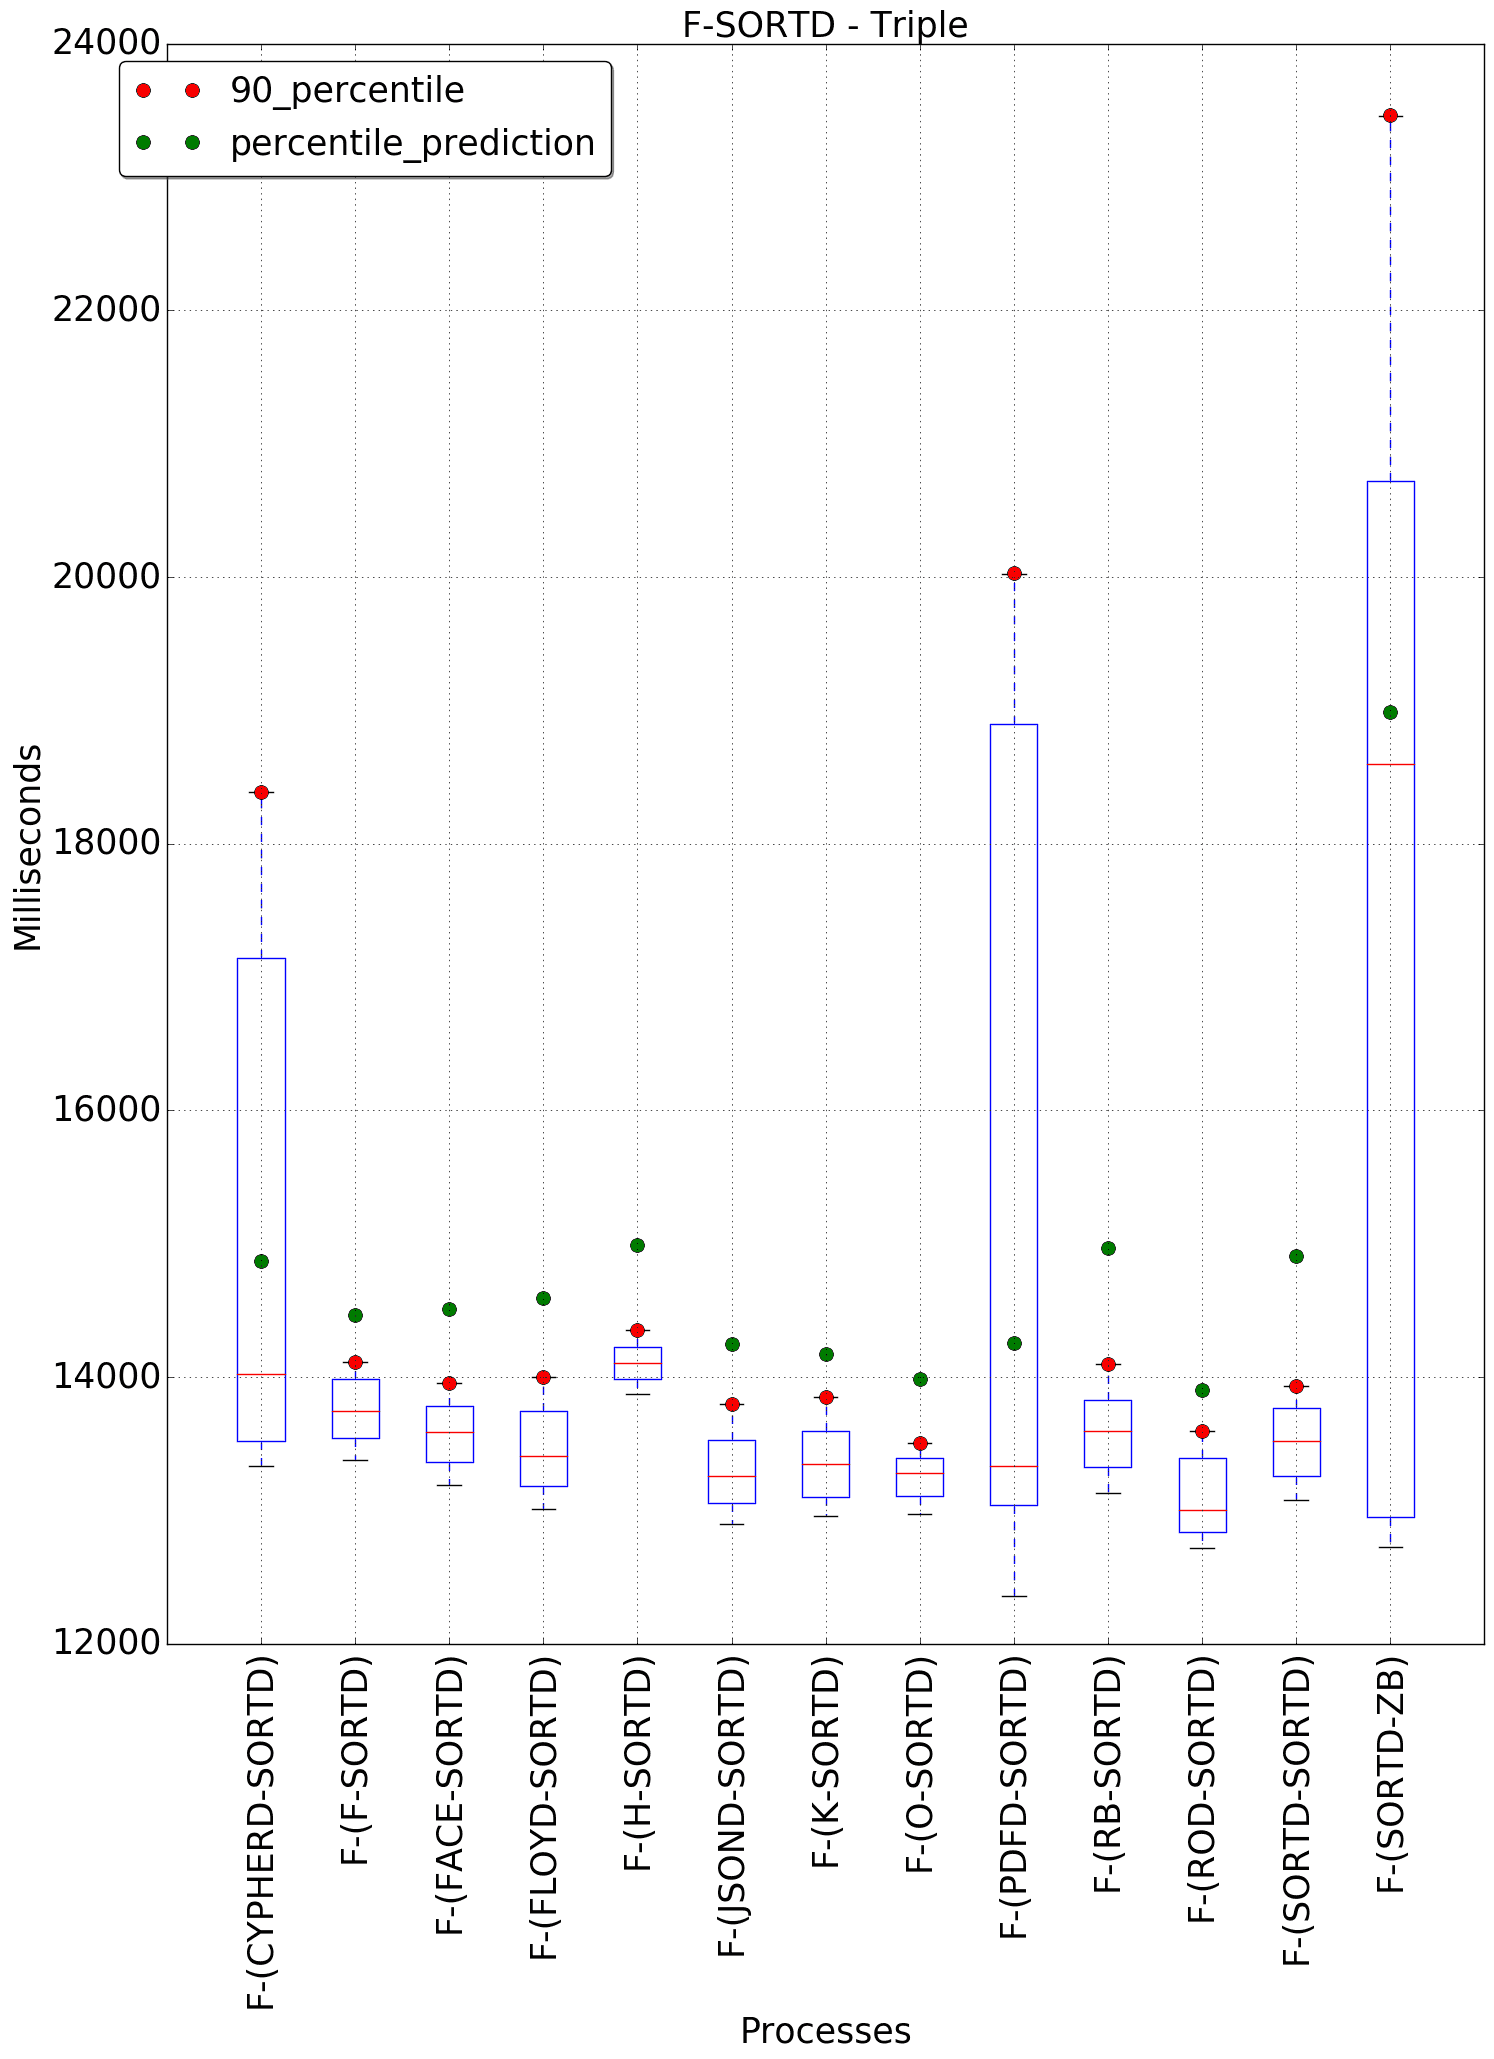 F-SORTD - Triple
90_percentile
percentile_prediction
24000
22000
20000
18000
16000
14000
12000
Milliseconds
F-(CYPHERD-SORTD)
F-(F-SORTD)
F-(FACE-SORTD)
F-(FLOYD-SORTD)
F-(H-SORTD)
F-(JSOND-SORTD)
F-(K-SORTD)
F-(O-SORTD)
F-(PDFD-SORTD)
F-(RB-SORTD)
F-(ROD-SORTD)
F-(SORTD-SORTD)
F-(SORTD-ZB)
Processes